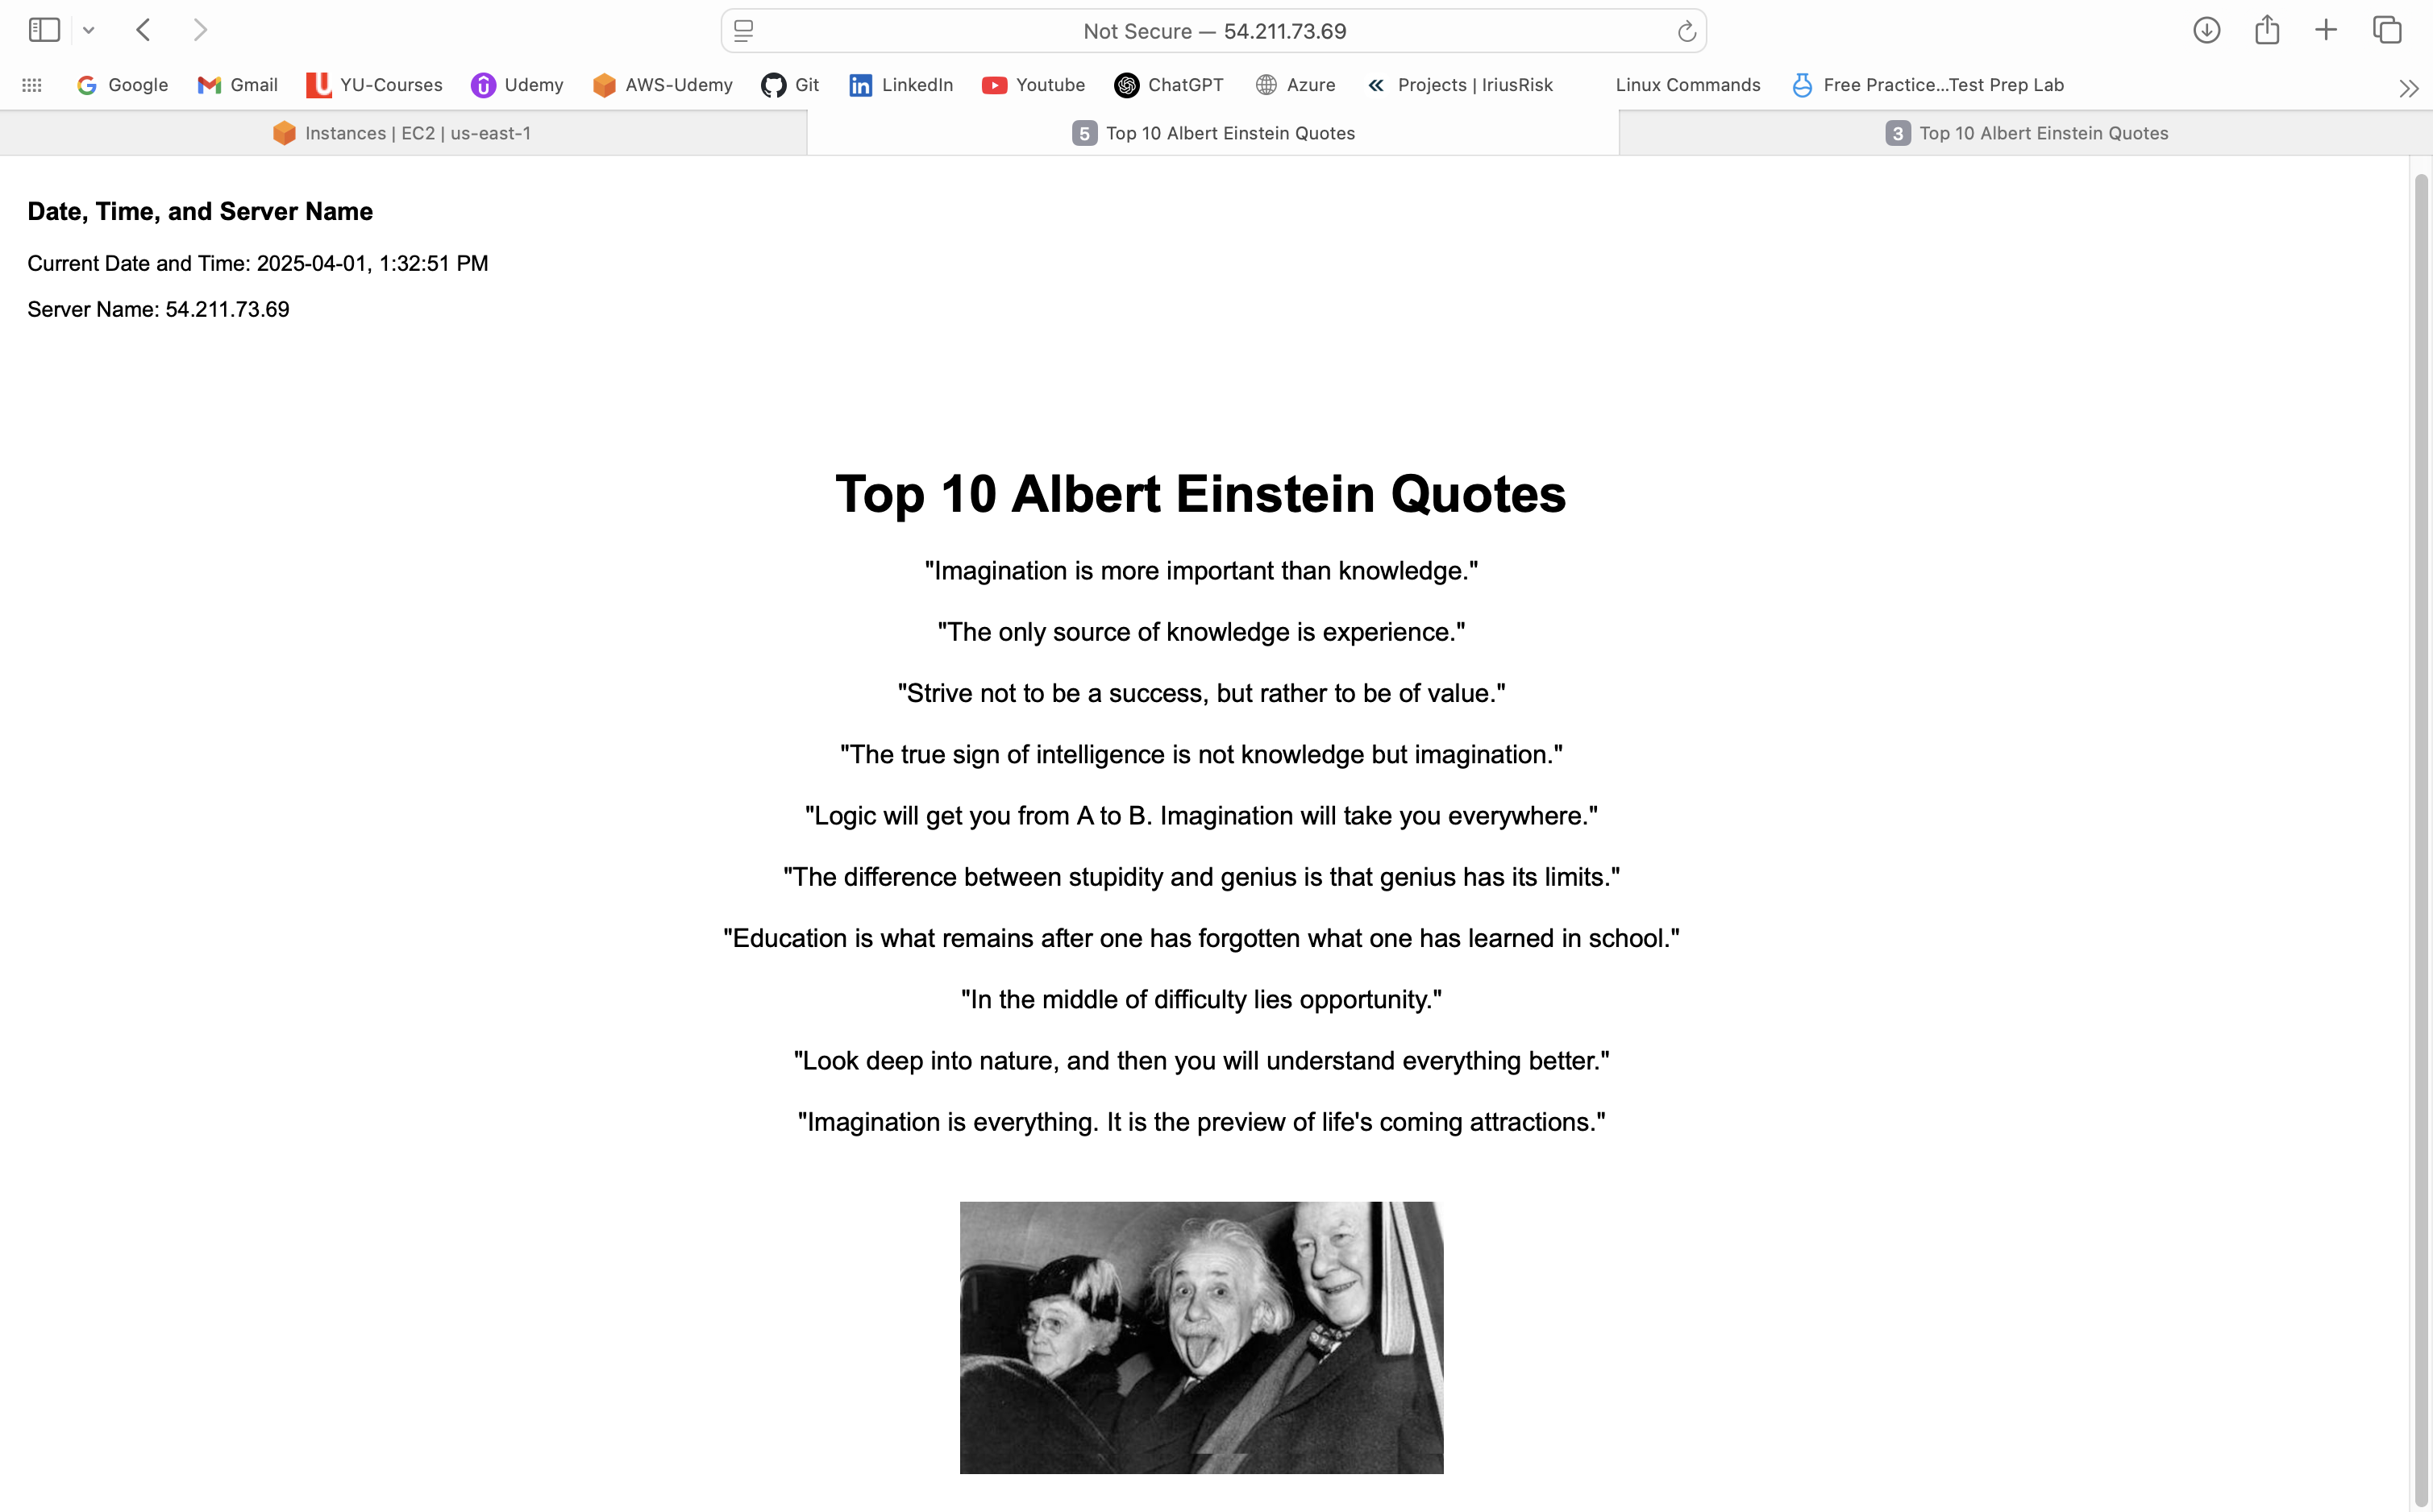 Not Secure — 54.211.73.69
Google
Gmail
YU-Courses
Udemy
AWS-Udemy
Git
LinkedIn
Youtube
ChatGPT
Azure
Projects | IriusRisk
Linux Commands
Free Practice...Test Prep Lab
Instances | EC2 | us-east-1
5 Top 10 Albert Einstein Quotes
3 Top 10 Albert Einstein Quotes
Date, Time, and Server Name
Current Date and Time: 2025-04-01, 1:32:51 PM
Server Name: 54.211.73.69
Top 10 Albert Einstein Quotes
"Imagination is more important than knowledge."
"The only source of knowledge is experience."
"Strive not to be a success, but rather to be of value."
"The true sign of intelligence is not knowledge but imagination."
"Logic will get you from A to B. Imagination will take you everywhere."
"The difference between stupidity and genius is that genius has its limits."
"Education is what remains after one has forgotten what one has learned in school."
"In the middle of difficulty lies opportunity."
"Look deep into nature, and then you will understand everything better."
"Imagination is everything. It is the preview of life's coming attractions."